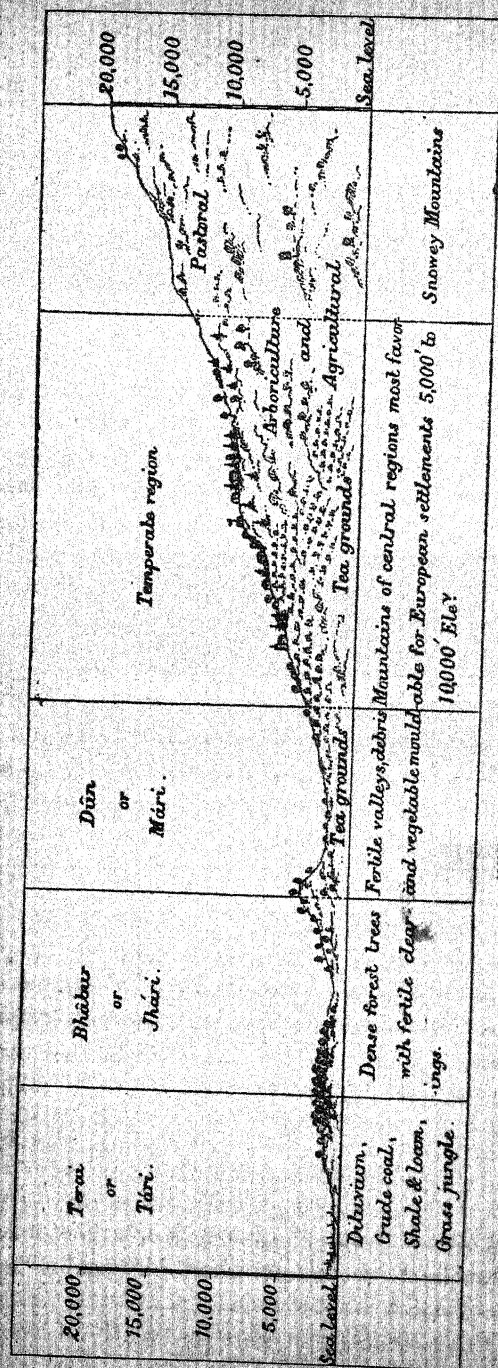 20,000
15,000
10,000
5,000
Sea level
Terai
or
Tári.
Bhâbur
or
Jhári.
Dûn
or
Mári.
Temperate region
Pastoral
Arboriculture
and
Agricultural
Tea grounds
Tea grounds
20,000
15,000
10,000
5,000
Sea level
Diluvium,
Crude coal,
Shale & loam,
Grass jungle.
Dense forest trees
with fertile clear-
-ings.
Fertile valleys, debris
and vegetable mould
Mountains of central regions most favor-
able for European settlements 5,000' to
10,000' Ele.y
Snowey Mountains